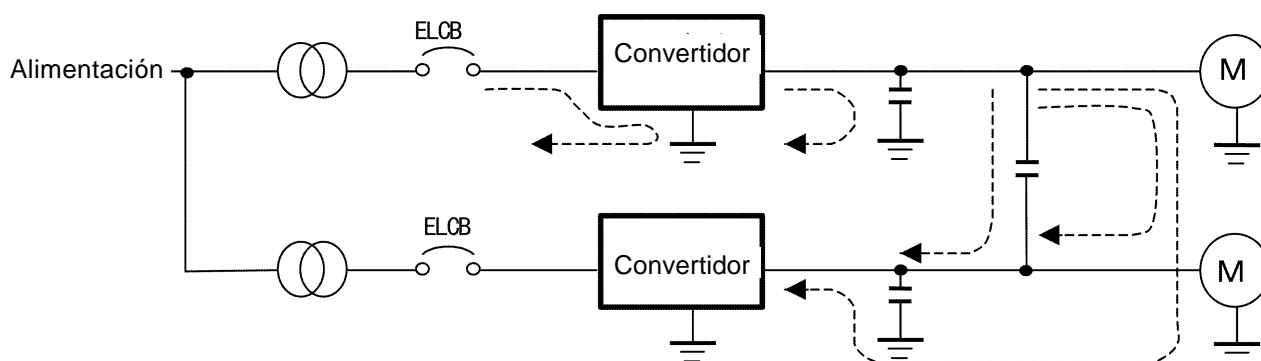 ELCB
Convertidor
Alimentación
M
ELCB
Convertidor
M